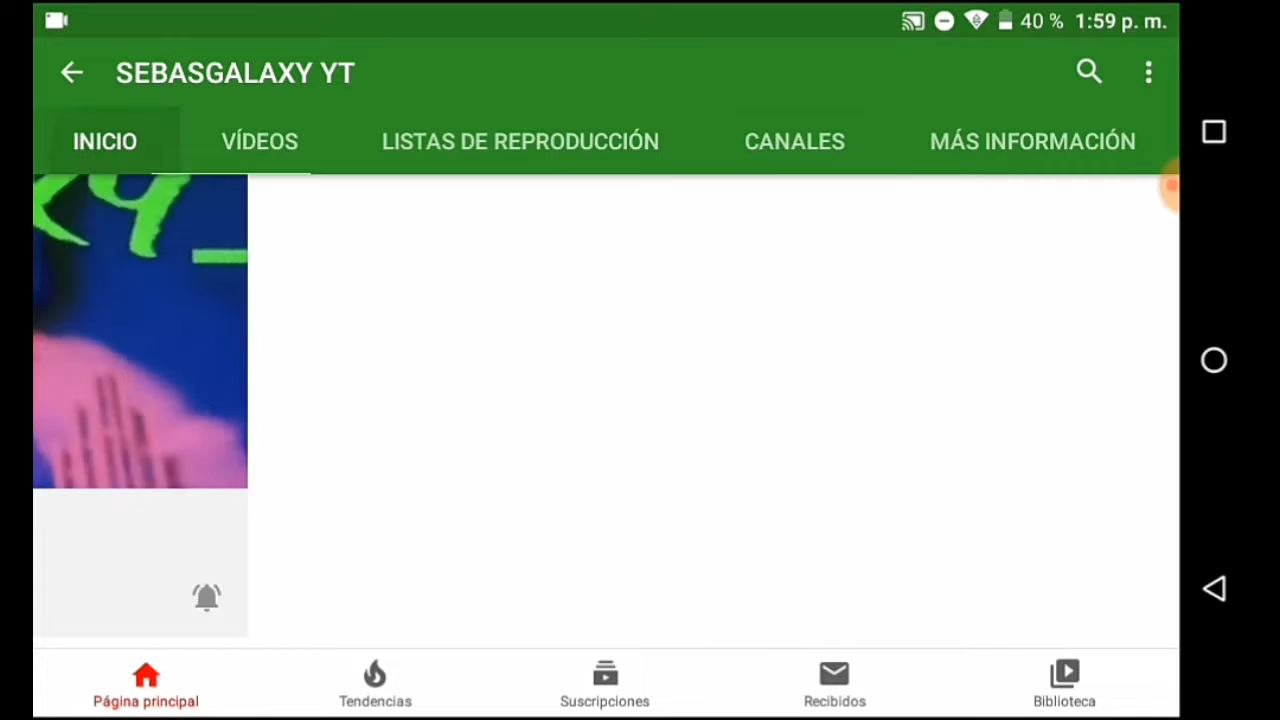 40 % 1:59 p. m.
SEBASGALAXY YT
INICIO VÍDEOS LISTAS DE REPRODUCCIÓN CANALES MÁS INFORMACIÓN
Página principal Tendencias Suscripciones Recibidos Biblioteca